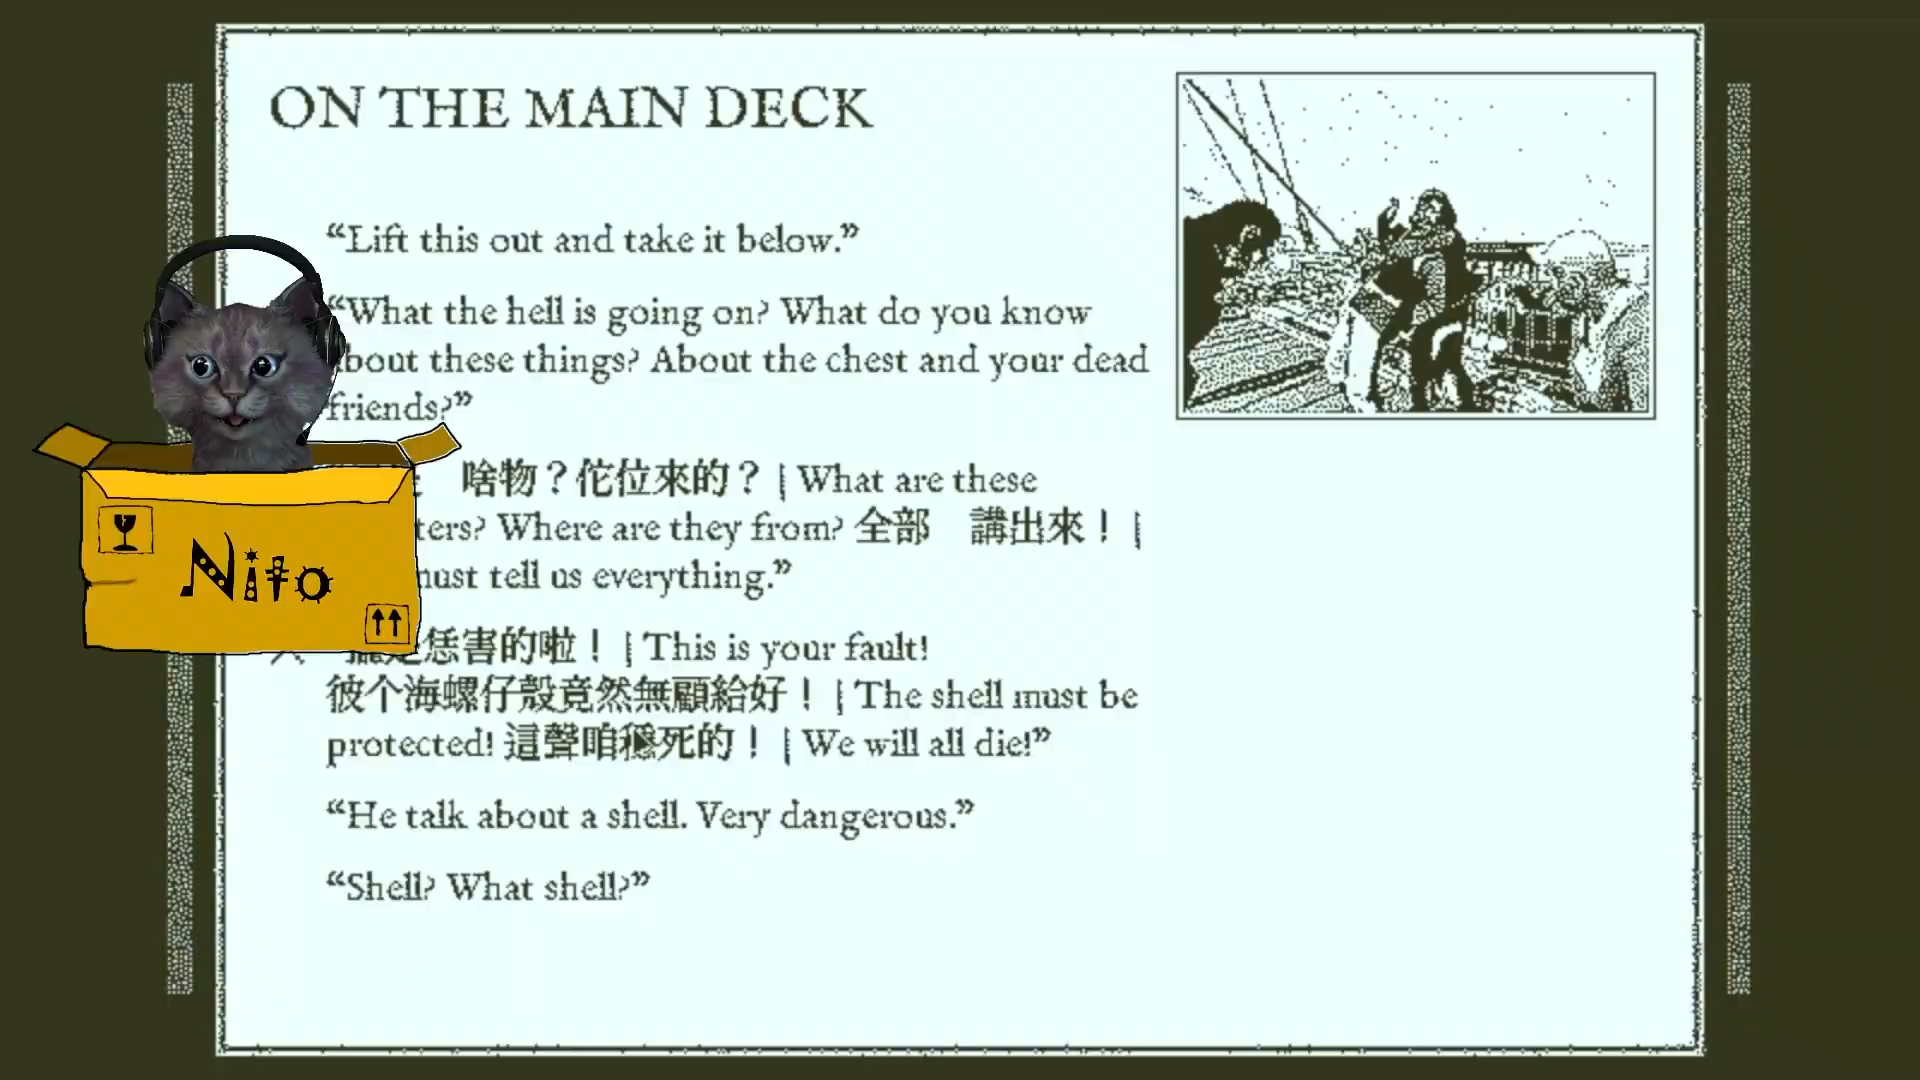 ON THE MAIN DECK
“Lift this out and take it below.”
“What the hell is going on? What do you know
about these things? About the chest and your dead
friends?”
啥物？佗位來的？ | What are these
Where are they from? 全部　講出來！ |
must tell us everything.”
恁害的啦！ | This is your fault!
彼个海螺仔殼竟然無顧給好！ | The shell must be
protected! 這聲咱穩死的！ | We will all die!”
“He talk about a shell. Very dangerous.”
“Shell? What shell?”
Nito